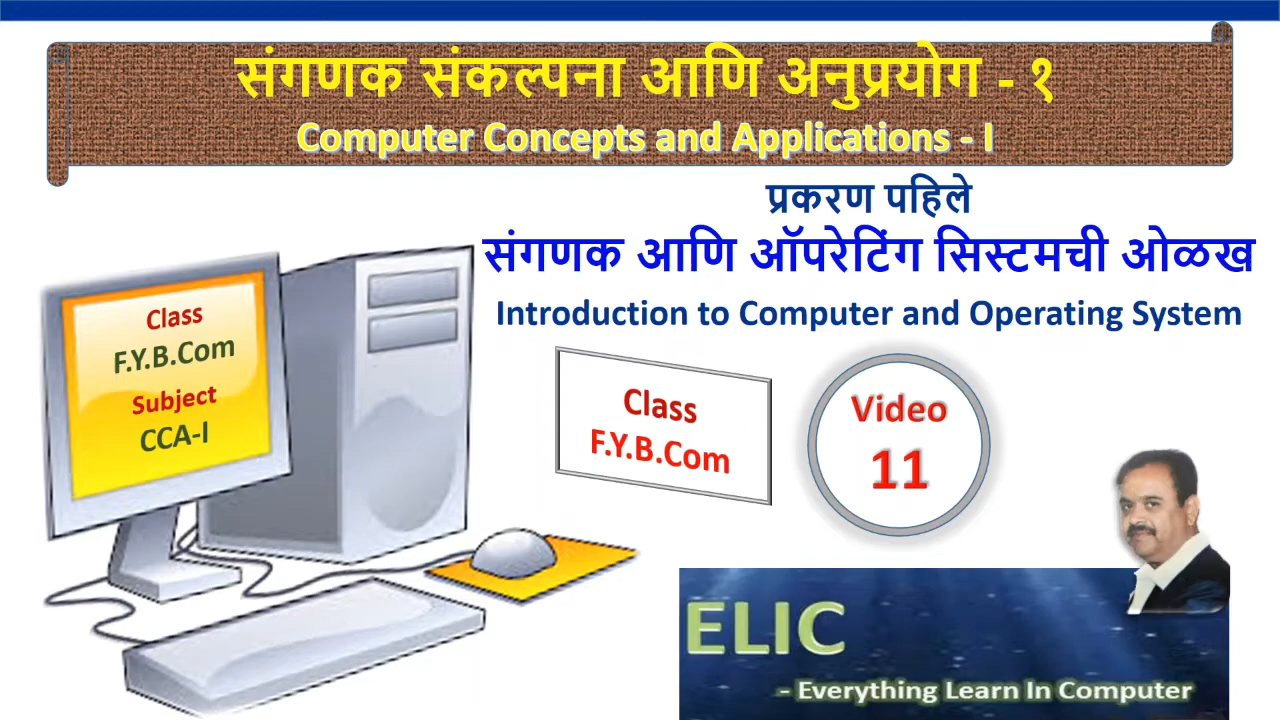 संगणक संकल्पना आणि अनुप्रयोग - १
Computer Concepts and Applications - I
प्रकरण पहिले
संगणक आणि ऑपरेटिंग सिस्टमची ओळख
Introduction to Computer and Operating System
Class
F.Y.B.Com
Subject
CCA-I
Class
F.Y.B.Com
Video
11
ELIC
- Everything Learn In Computer